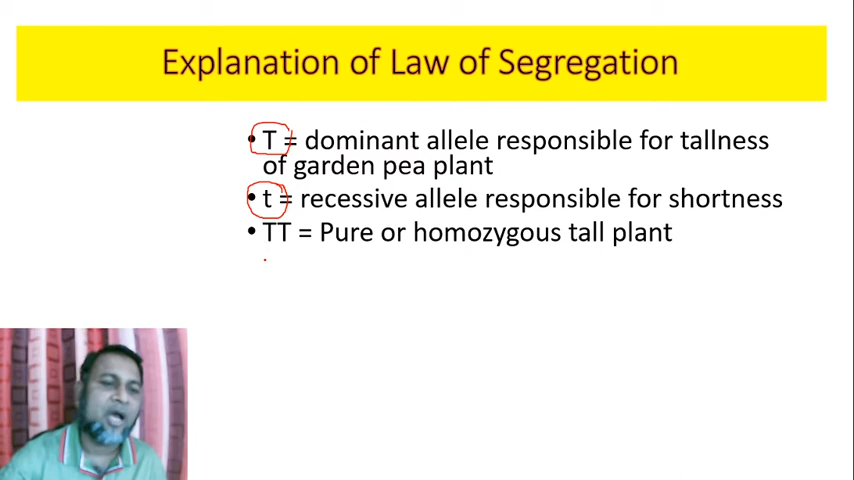 Explanation of Law of Segregation
• T = dominant allele responsible for tallness
of garden pea plant
• t = recessive allele responsible for shortness
• TT = Pure or homozygous tall plant